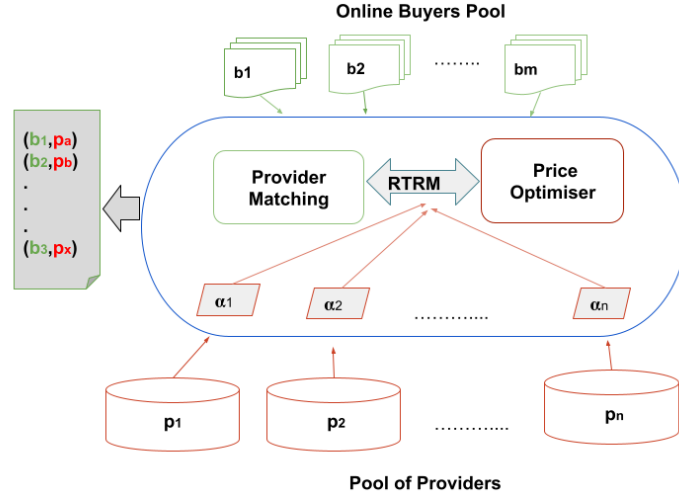 Online Buyers Pool
b1
b2
........
bm
(b1,pa)
(b2,pb)
.
.
.
(b3,px)
Provider
Matching
RTRM
Price
Optimiser
α1
α2
.............
αn
p1
p2
.............
pn
Pool of Providers